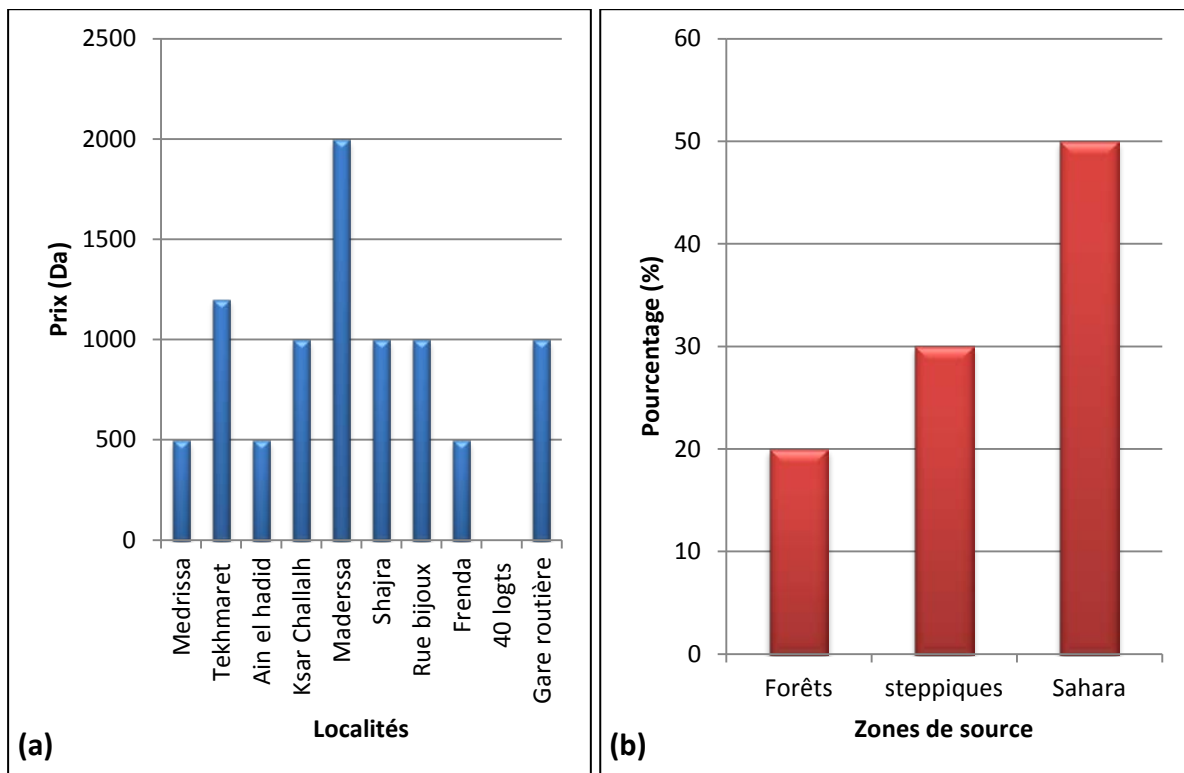 2500
2000
1500
1000
500
0
Prix (Da)
Medrissa
Tekhmaret
Ain el hadid
Ksar Challalh
Maderssa
Shajra
Rue bijoux
Frenda
40 logts
Gare routière
Localités
(a)
60
50
40
30
20
10
0
Pourcentage (%)
Forêts
steppiques
Sahara
Zones de source
(b)